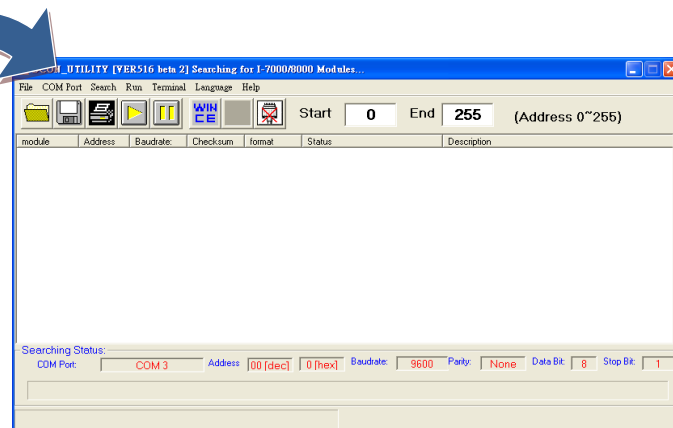 UTILITY [VER516 beta 2] Searching for I-7000/8000 Modules...
File COM Port Search Run Terminal Language Help
WIN CE Start 0 End 255 (Address 0~255)
module Address Baudrate: Checksum format Status Description
Searching Status:
COM Port: COM 3 Address 00 [dec] 0 [hex] Baudrate: 9600 Parity: None Data Bit: 8 Stop Bit: 1